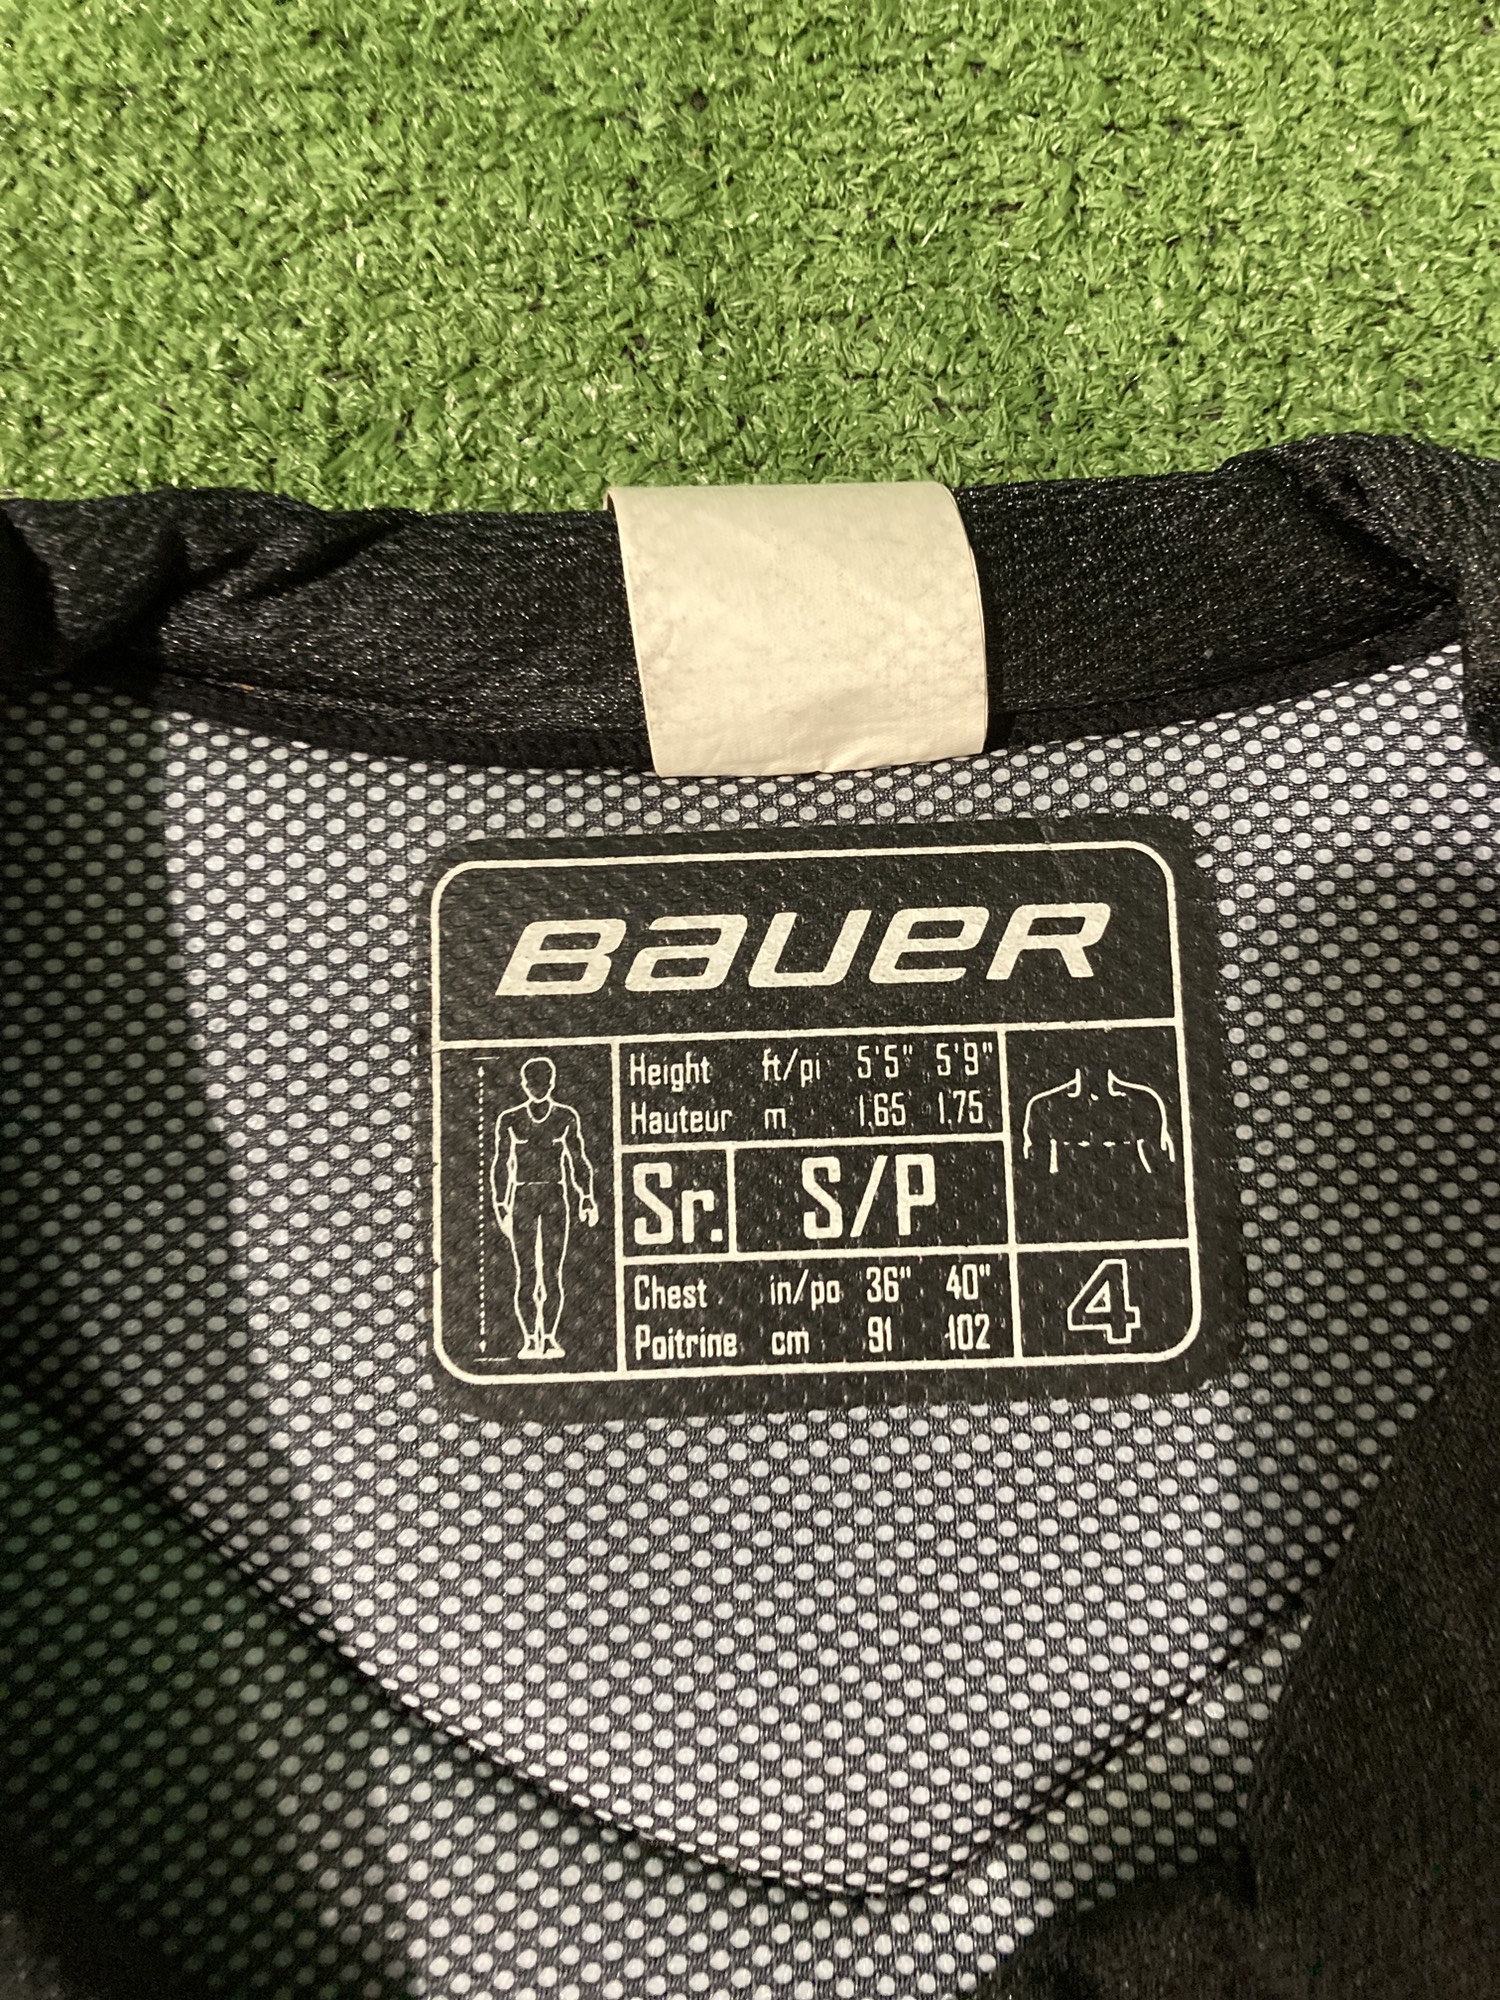 BAUER
Height ft/pi 5'5" 5'9"
Hauteur m 1.65 1.75
Sr. S/P
Chest in/po 36" 40"
Poitrine cm 91 102
4